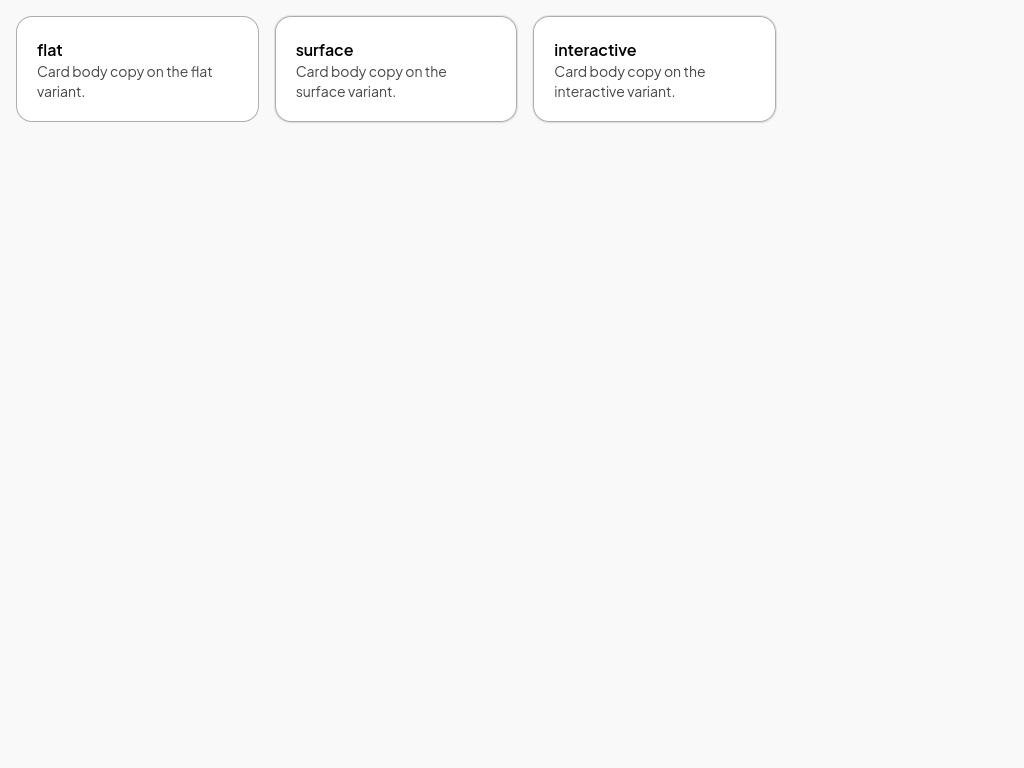 flat
Card body copy on the flat
variant.
surface
Card body copy on the
surface variant.
interactive
Card body copy on the
interactive variant.